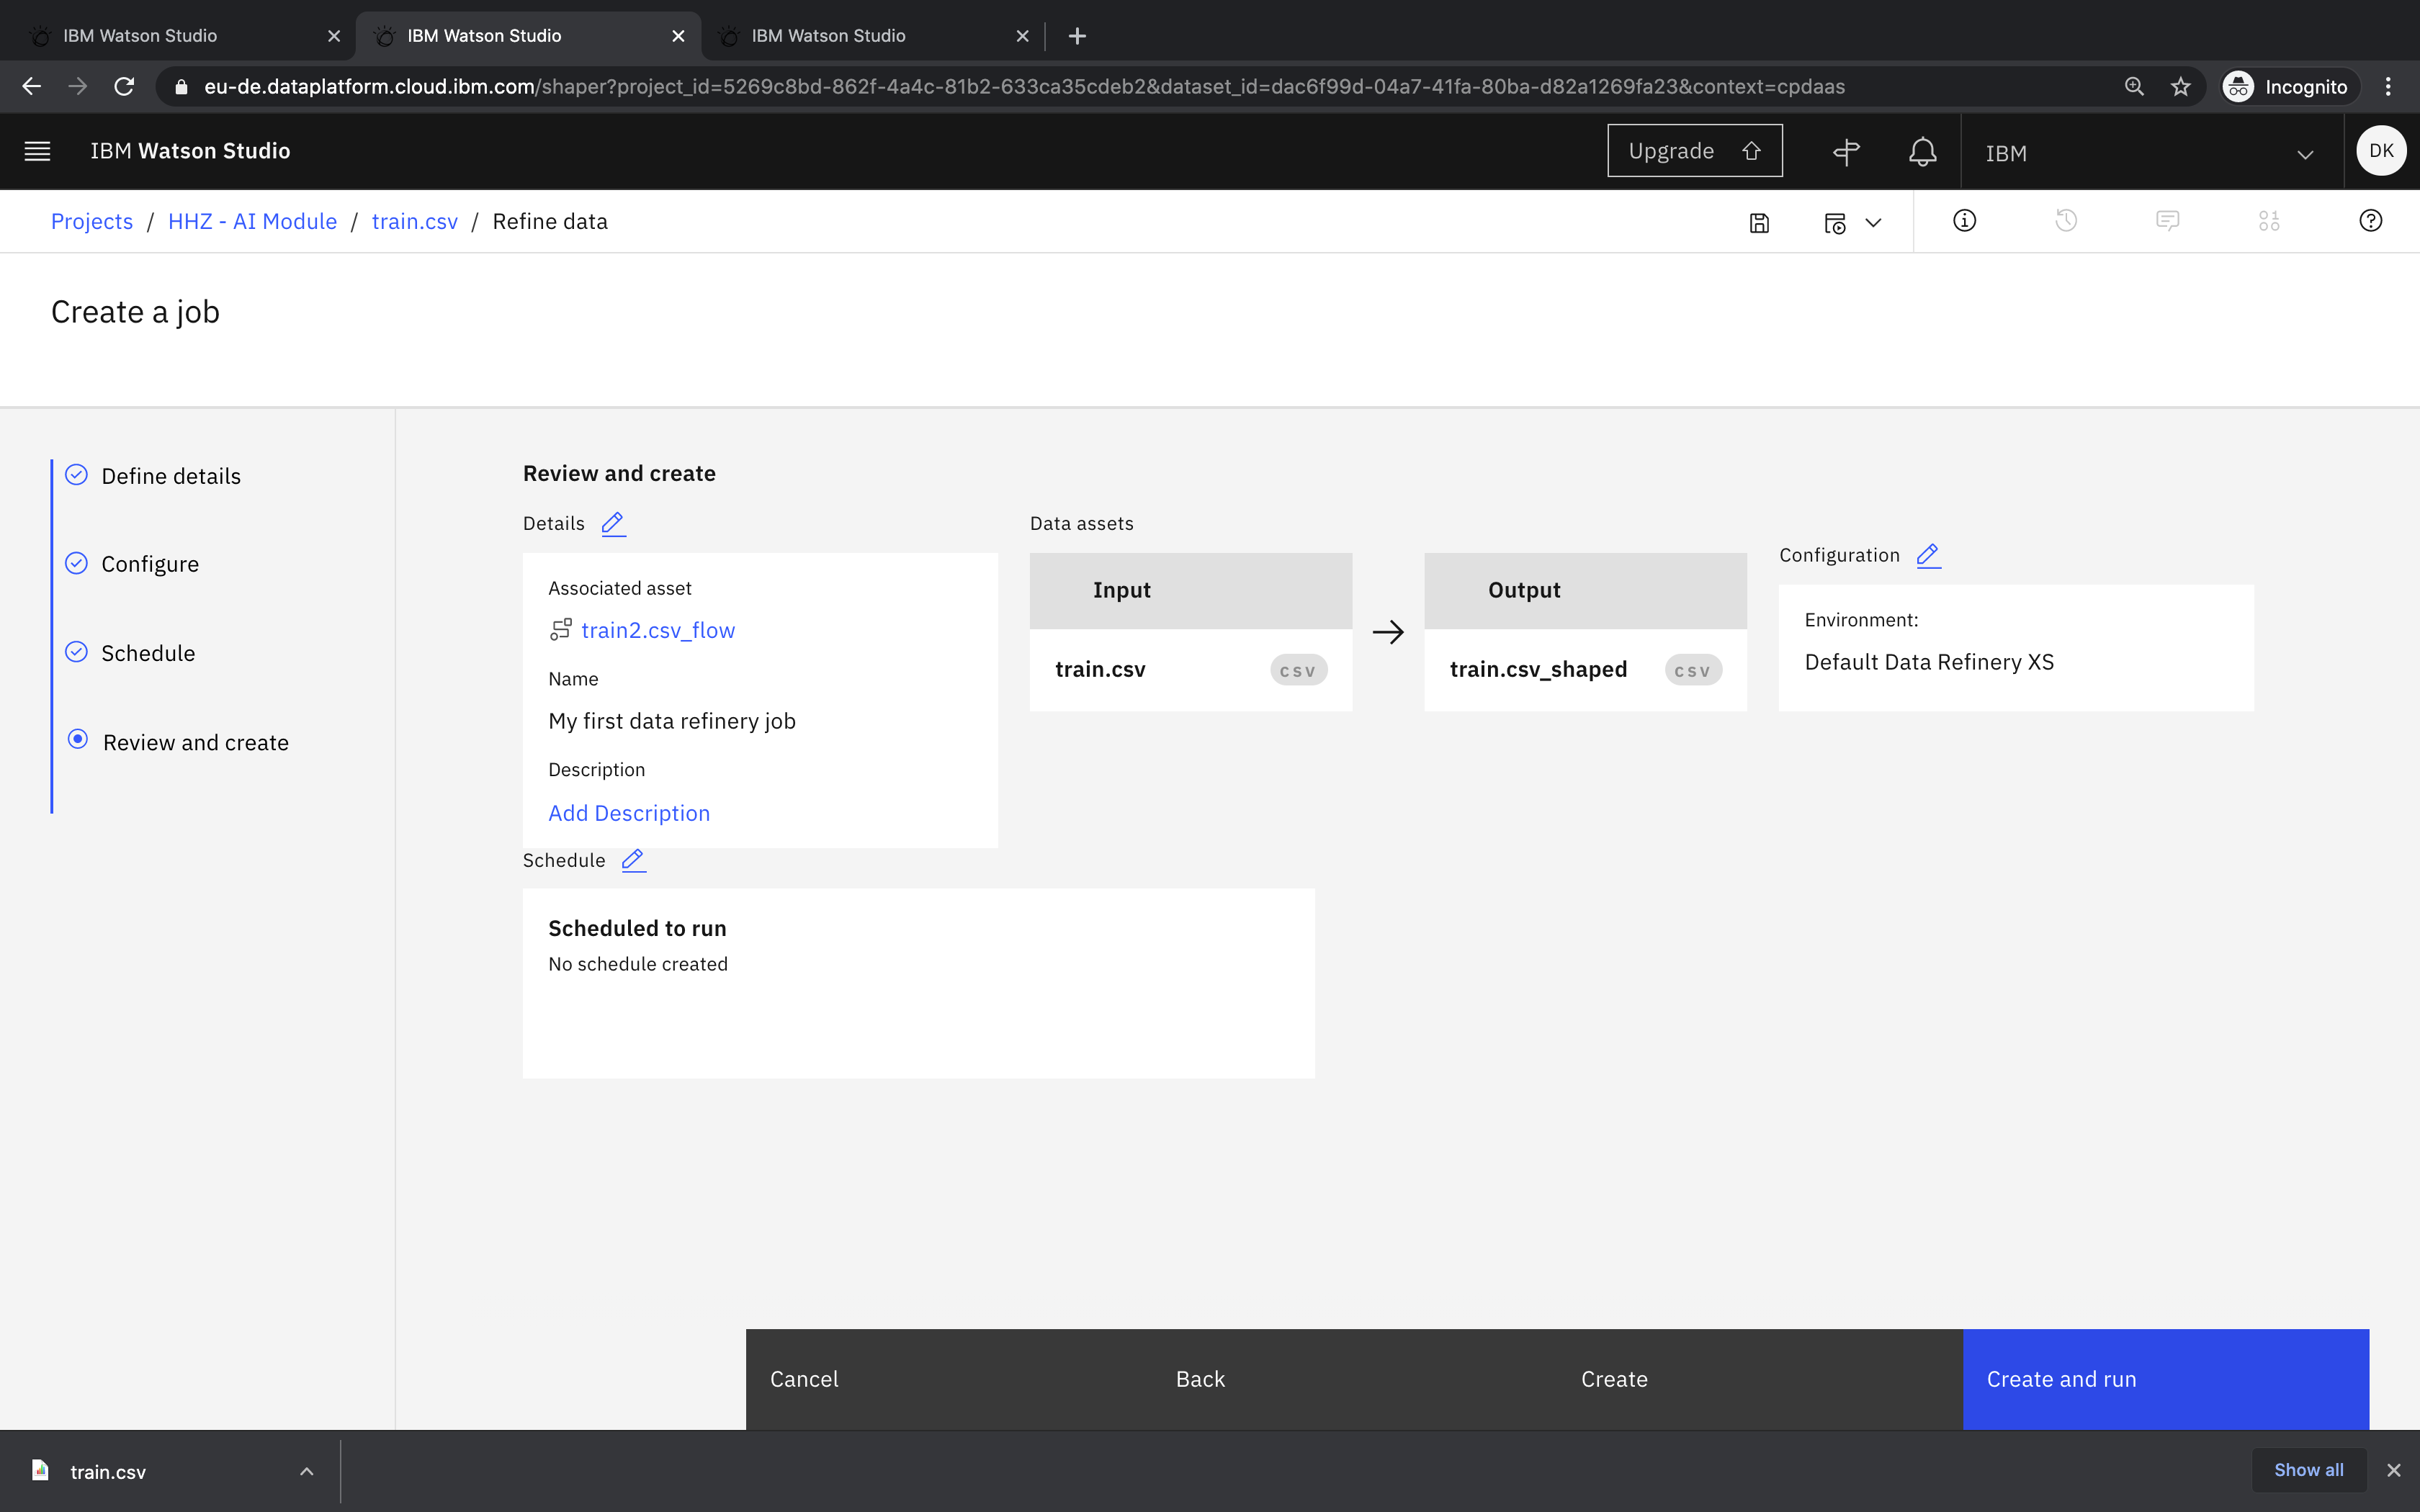 IBM Watson Studio
IBM Watson Studio
IBM Watson Studio
eu-de.dataplatform.cloud.ibm.com/shaper?project_id=5269c8bd-862f-4a4c-81b2-633ca35cdeb2&dataset_id=dac6f99d-04a7-41fa-80ba-d82a1269fa23&context=cpdaas
Incognito
IBM Watson Studio
Upgrade
IBM
DK
Projects / HHZ - AI Module / train.csv / Refine data
Create a job
Define details
Configure
Schedule
Review and create
Review and create
Details
Associated asset
train2.csv_flow
Name
My first data refinery job
Description
Add Description
Data assets
Input
train.csv
CSV
Output
train.csv_shaped
CSV
Configuration
Environment:
Default Data Refinery XS
Schedule
Scheduled to run
No schedule created
Cancel
Back
Create
Create and run
train.csv
Show all